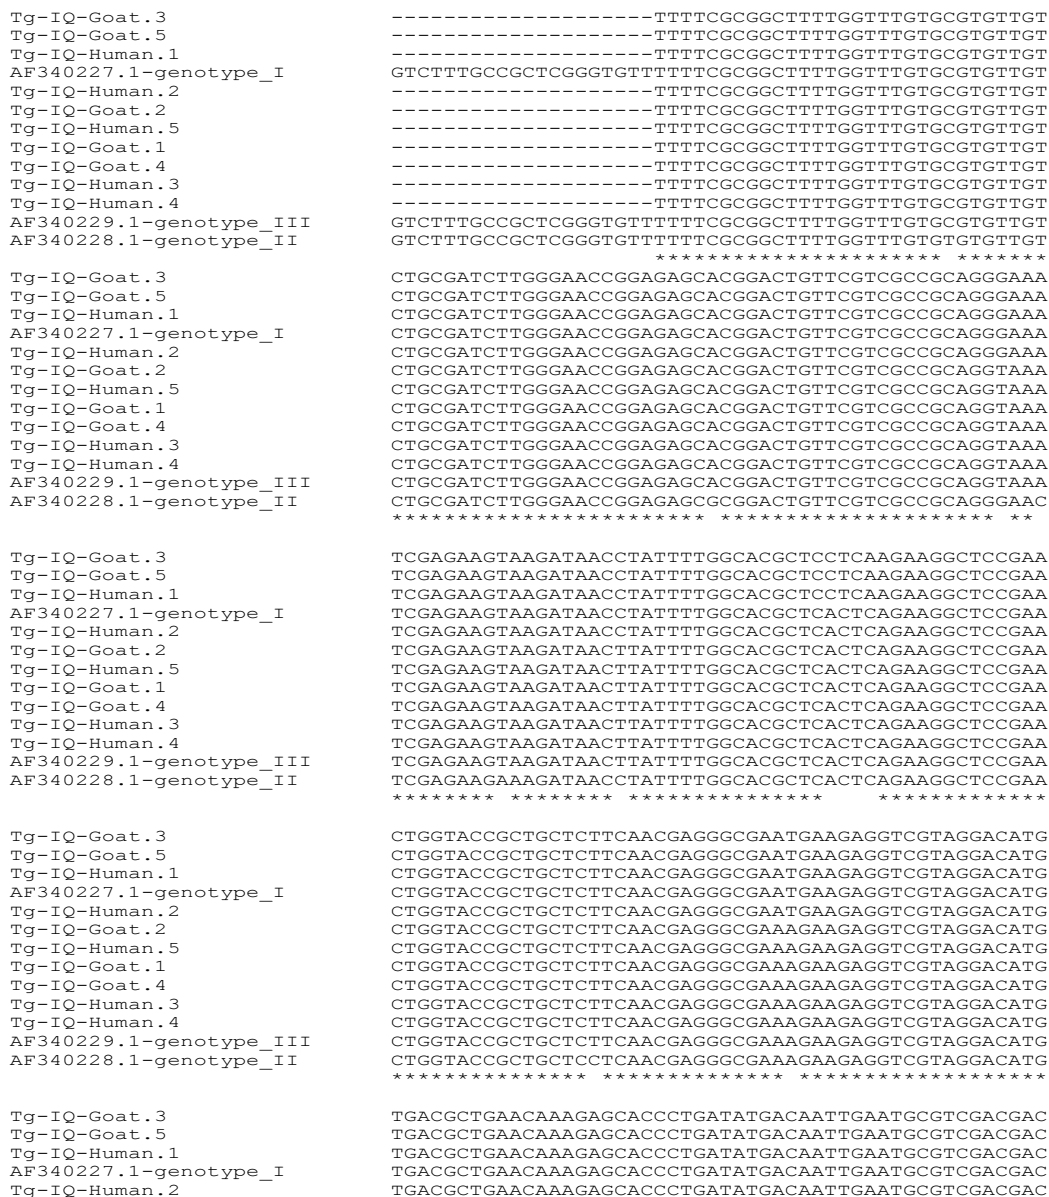 Tg-IQ-Goat.3 --------------------TTTTCGCGGCTTTTGGTTTGTGCGTGTTGT
Tg-IQ-Goat.5 --------------------TTTTCGCGGCTTTTGGTTTGTGCGTGTTGT
Tg-IQ-Human.1 --------------------TTTTCGCGGCTTTTGGTTTGTGCGTGTTGT
AF340227.1-genotype_I GTCTTTGCCGCTCGGGTGTTTTTTCGCGGCTTTTGGTTTGTGCGTGTTGT
Tg-IQ-Human.2 --------------------TTTTCGCGGCTTTTGGTTTGTGCGTGTTGT
Tg-IQ-Goat.2 --------------------TTTTCGCGGCTTTTGGTTTGTGCGTGTTGT
Tg-IQ-Human.5 --------------------TTTTCGCGGCTTTTGGTTTGTGCGTGTTGT
Tg-IQ-Goat.1 --------------------TTTTCGCGGCTTTTGGTTTGTGCGTGTTGT
Tg-IQ-Goat.4 --------------------TTTTCGCGGCTTTTGGTTTGTGCGTGTTGT
Tg-IQ-Human.3 --------------------TTTTCGCGGCTTTTGGTTTGTGCGTGTTGT
Tg-IQ-Human.4 --------------------TTTTCGCGGCTTTTGGTTTGTGCGTGTTGT
AF340229.1-genotype_III GTCTTTGCCGCTCGGGTGTTTTTTCGCGGCTTTTGGTTTGTGCGTGTTGT
AF340228.1-genotype_II GTCTTTGCCGCTCGGGTGTTTTTTCGCGGCTTTTGGTTTGTGTGTGTTGT
********************** *******
Tg-IQ-Goat.3 CTGCGATCTTGGGAACCGGAGAGCACGGACTGTTCGTCGCCGCAGGGAAA
Tg-IQ-Goat.5 CTGCGATCTTGGGAACCGGAGAGCACGGACTGTTCGTCGCCGCAGGGAAA
Tg-IQ-Human.1 CTGCGATCTTGGGAACCGGAGAGCACGGACTGTTCGTCGCCGCAGGGAAA
AF340227.1-genotype_I CTGCGATCTTGGGAACCGGAGAGCACGGACTGTTCGTCGCCGCAGGGAAA
Tg-IQ-Human.2 CTGCGATCTTGGGAACCGGAGAGCACGGACTGTTCGTCGCCGCAGGGAAA
Tg-IQ-Goat.2 CTGCGATCTTGGGAACCGGAGAGCACGGACTGTTCGTCGCCGCAGGTAAA
Tg-IQ-Human.5 CTGCGATCTTGGGAACCGGAGAGCACGGACTGTTCGTCGCCGCAGGTAAA
Tg-IQ-Goat.1 CTGCGATCTTGGGAACCGGAGAGCACGGACTGTTCGTCGCCGCAGGTAAA
Tg-IQ-Goat.4 CTGCGATCTTGGGAACCGGAGAGCACGGACTGTTCGTCGCCGCAGGTAAA
Tg-IQ-Human.3 CTGCGATCTTGGGAACCGGAGAGCACGGACTGTTCGTCGCCGCAGGTAAA
Tg-IQ-Human.4 CTGCGATCTTGGGAACCGGAGAGCACGGACTGTTCGTCGCCGCAGGTAAA
AF340229.1-genotype_III CTGCGATCTTGGGAACCGGAGAGCACGGACTGTTCGTCGCCGCAGGTAAA
AF340228.1-genotype_II CTGCGATCTTGGGAACCGGAGAGCGCGGACTGTTCGTCGCCGCAGGGAAC
************************ ********************* **
Tg-IQ-Goat.3 TCGAGAAGTAAGATAACCTATTTTGGCACGCTCCTCAAGAAGGCTCCGAA
Tg-IQ-Goat.5 TCGAGAAGTAAGATAACCTATTTTGGCACGCTCCTCAAGAAGGCTCCGAA
Tg-IQ-Human.1 TCGAGAAGTAAGATAACCTATTTTGGCACGCTCCTCAAGAAGGCTCCGAA
AF340227.1-genotype_I TCGAGAAGTAAGATAACCTATTTTGGCACGCTCACTCAGAAGGCTCCGAA
Tg-IQ-Human.2 TCGAGAAGTAAGATAACCTATTTTGGCACGCTCACTCAGAAGGCTCCGAA
Tg-IQ-Goat.2 TCGAGAAGTAAGATAACTTATTTTGGCACGCTCACTCAGAAGGCTCCGAA
Tg-IQ-Human.5 TCGAGAAGTAAGATAACTTATTTTGGCACGCTCACTCAGAAGGCTCCGAA
Tg-IQ-Goat.1 TCGAGAAGTAAGATAACTTATTTTGGCACGCTCACTCAGAAGGCTCCGAA
Tg-IQ-Goat.4 TCGAGAAGTAAGATAACTTATTTTGGCACGCTCACTCAGAAGGCTCCGAA
Tg-IQ-Human.3 TCGAGAAGTAAGATAACTTATTTTGGCACGCTCACTCAGAAGGCTCCGAA
Tg-IQ-Human.4 TCGAGAAGTAAGATAACTTATTTTGGCACGCTCACTCAGAAGGCTCCGAA
AF340229.1-genotype_III TCGAGAAGTAAGATAACTTATTTTGGCACGCTCACTCAGAAGGCTCCGAA
AF340228.1-genotype_II TCGAGAAGAAAGATAACCTATTTTGGCACGCTCACTCAGAAGGCTCCGAA
******** ******** ***************    *************
Tg-IQ-Goat.3 CTGGTACCGCTGCTCTTCAACGAGGGCGAATGAAGAGGTCGTAGGACATG
Tg-IQ-Goat.5 CTGGTACCGCTGCTCTTCAACGAGGGCGAATGAAGAGGTCGTAGGACATG
Tg-IQ-Human.1 CTGGTACCGCTGCTCTTCAACGAGGGCGAATGAAGAGGTCGTAGGACATG
AF340227.1-genotype_I CTGGTACCGCTGCTCTTCAACGAGGGCGAATGAAGAGGTCGTAGGACATG
Tg-IQ-Human.2 CTGGTACCGCTGCTCTTCAACGAGGGCGAATGAAGAGGTCGTAGGACATG
Tg-IQ-Goat.2 CTGGTACCGCTGCTCTTCAACGAGGGCGAAAGAAGAGGTCGTAGGACATG
Tg-IQ-Human.5 CTGGTACCGCTGCTCTTCAACGAGGGCGAAAGAAGAGGTCGTAGGACATG
Tg-IQ-Goat.1 CTGGTACCGCTGCTCTTCAACGAGGGCGAAAGAAGAGGTCGTAGGACATG
Tg-IQ-Goat.4 CTGGTACCGCTGCTCTTCAACGAGGGCGAAAGAAGAGGTCGTAGGACATG
Tg-IQ-Human.3 CTGGTACCGCTGCTCTTCAACGAGGGCGAAAGAAGAGGTCGTAGGACATG
Tg-IQ-Human.4 CTGGTACCGCTGCTCTTCAACGAGGGCGAAAGAAGAGGTCGTAGGACATG
AF340229.1-genotype_III CTGGTACCGCTGCTCTTCAACGAGGGCGAAAGAAGAGGTCGTAGGACATG
AF340228.1-genotype_II CTGGTACCGCTGCTCCTCAACGAGGGCGAAAGAAGAGGTCGTAGGACATG
*************** ************** *******************
Tg-IQ-Goat.3 TGACGCTGAACAAAGAGCACCCTGATATGACAATTGAATGCGTCGACGAC
Tg-IQ-Goat.5 TGACGCTGAACAAAGAGCACCCTGATATGACAATTGAATGCGTCGACGAC
Tg-IQ-Human.1 TGACGCTGAACAAAGAGCACCCTGATATGACAATTGAATGCGTCGACGAC
AF340227.1-genotype_I TGACGCTGAACAAAGAGCACCCTGATATGACAATTGAATGCGTCGACGAC
Tg-IQ-Human.2 TGACGCTGAACAAAGAGCACCCTGATATGACAATTGAATGCGTCGACGAC